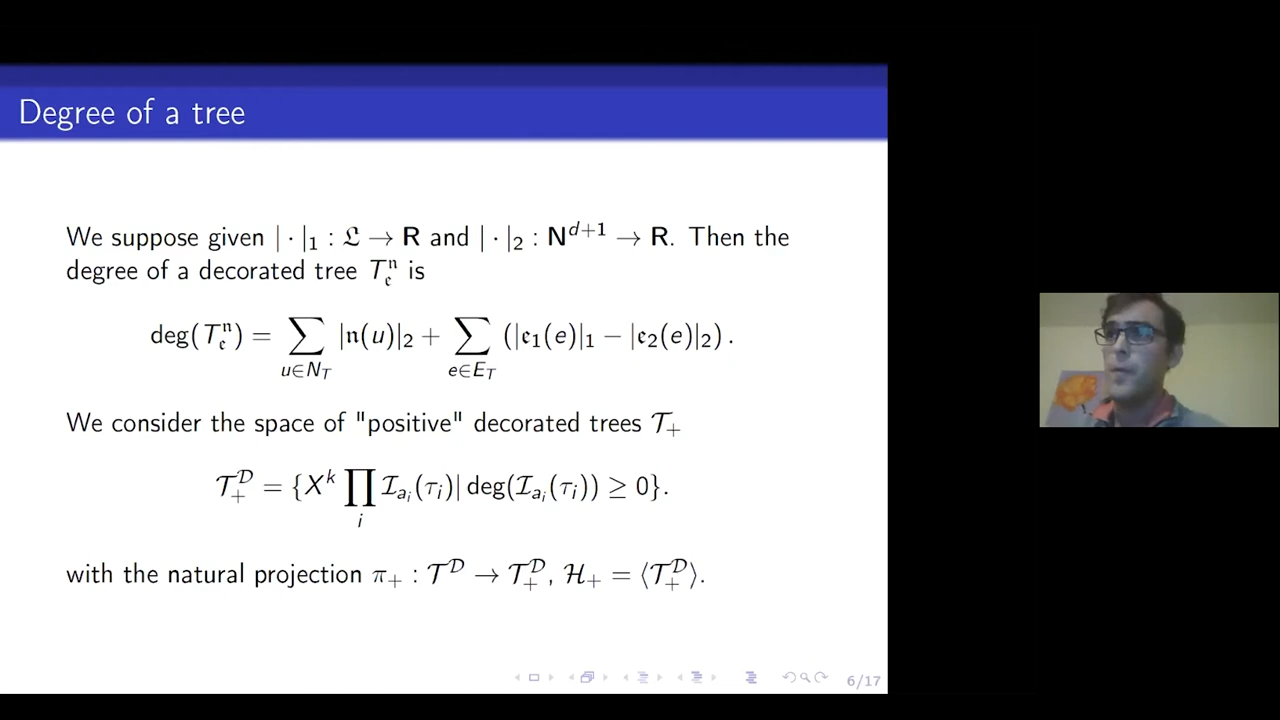 Degree of a tree
We suppose given | · |₁ : 𝔏 → R and | · |₂ : N^{d+1} → R. Then the
degree of a decorated tree T_𝔢^𝔫 is
deg(T_𝔢^𝔫) = ∑_{u∈N_T} |𝔫(u)|₂ + ∑_{e∈E_T} (|𝔢₁(e)|₁ − |𝔢₂(e)|₂) .
We consider the space of "positive" decorated trees 𝒯₊
𝒯₊^𝒟 = {X^k ∏_i ℐ_{a_i}(τ_i)| deg(ℐ_{a_i}(τ_i)) ≥ 0}.
with the natural projection π₊ : 𝒯^𝒟 → 𝒯₊^𝒟, ℋ₊ = ⟨𝒯₊^𝒟⟩.
6/17